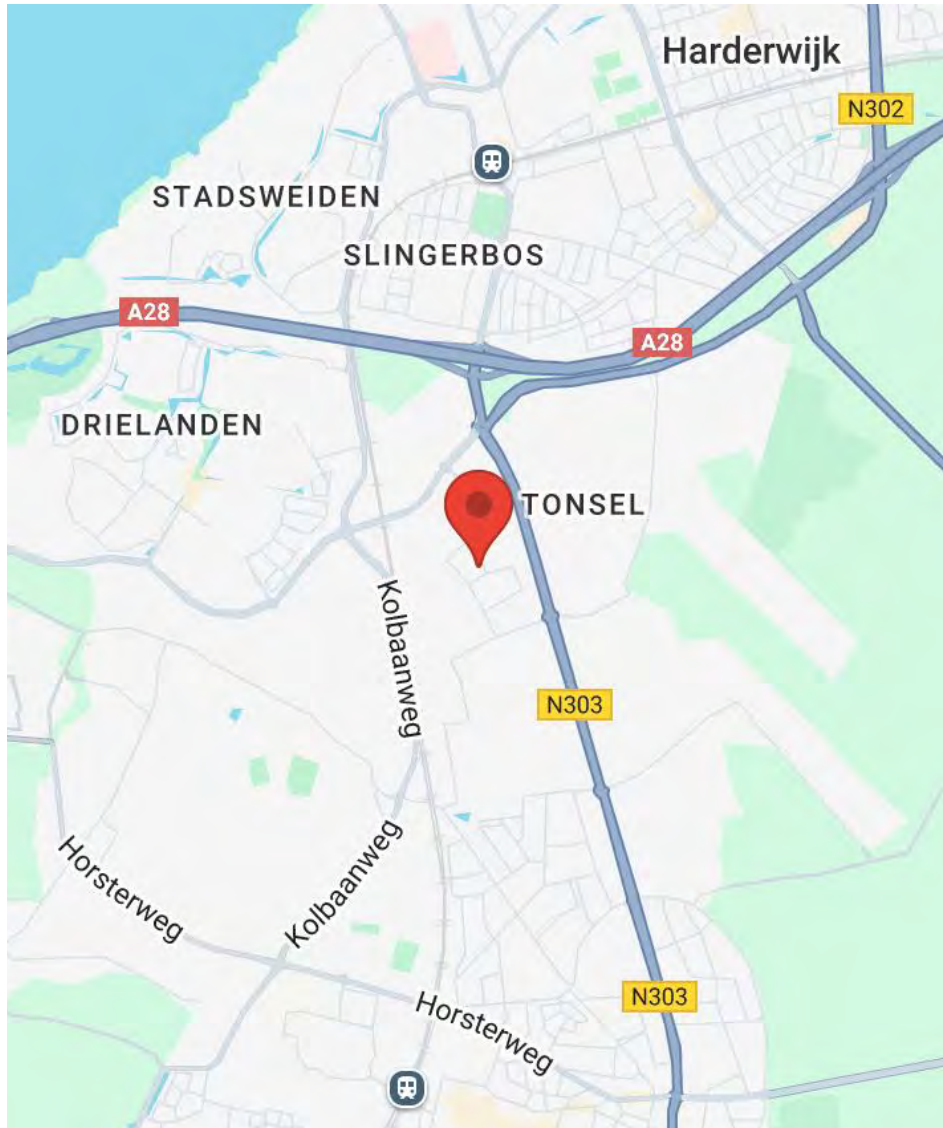 Harderwijk
N302
STADSWEIDEN
SLINGERBOS
A28
A28
DRIELANDEN
TONSEL
Kolbaanweg
N303
Horsterweg
Kolbaanweg
N303
Horsterweg